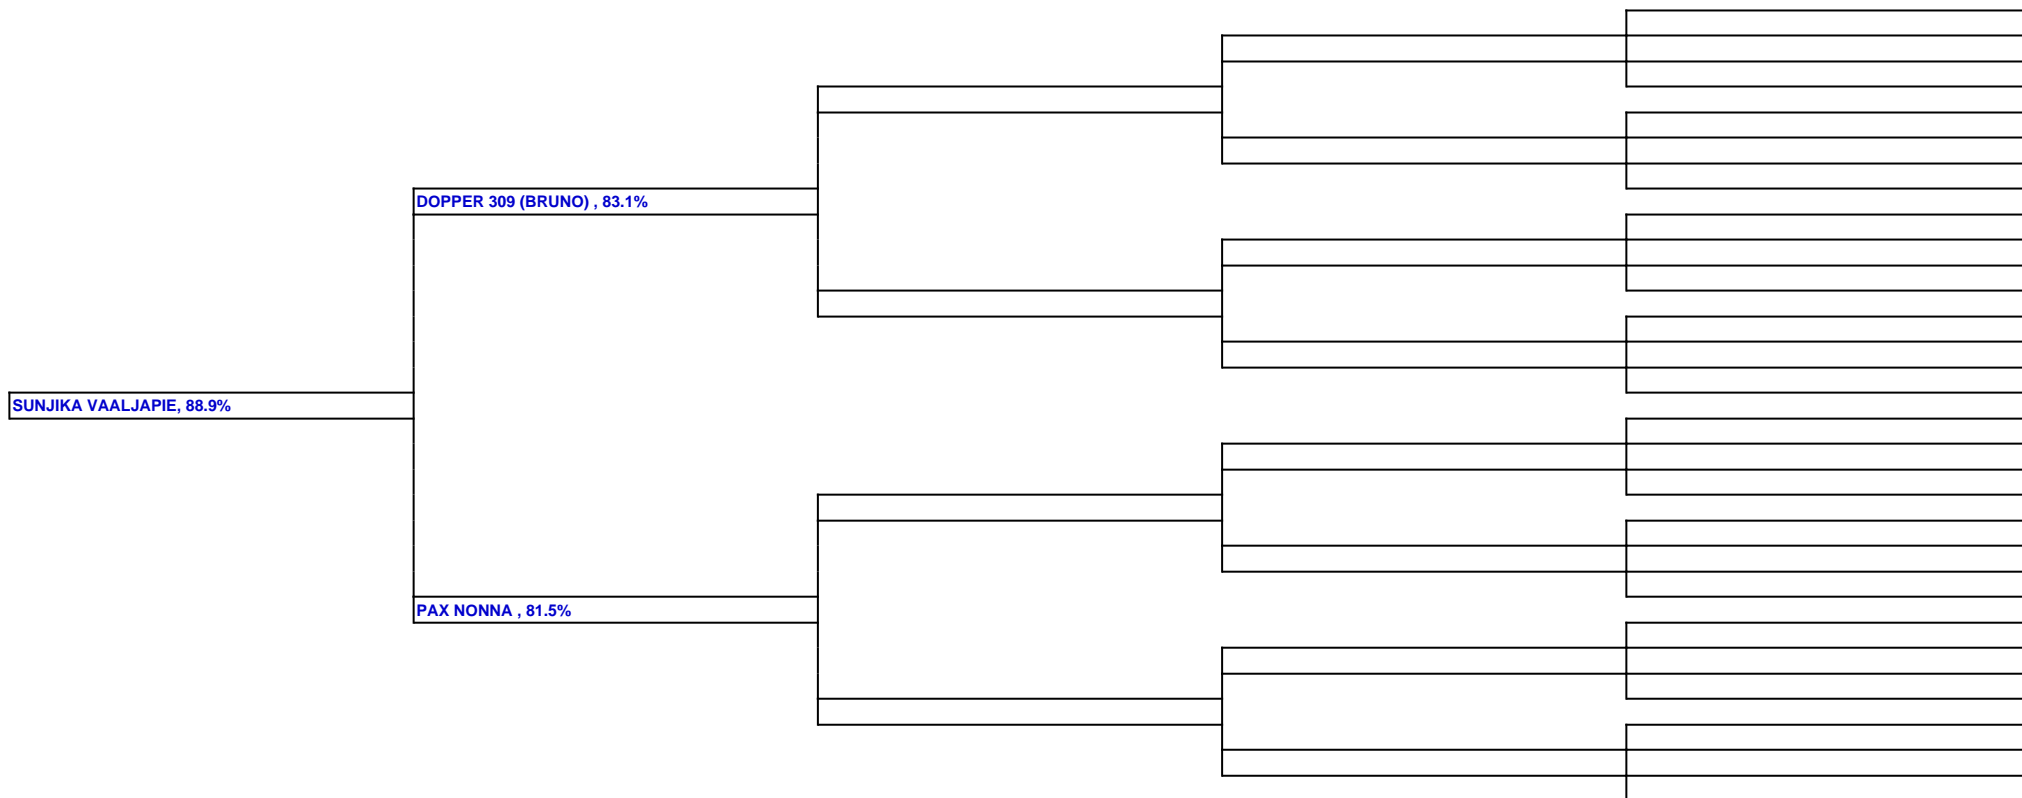 DOPPER 309 (BRUNO) , 83.1%
SUNJIKA VAALJAPIE, 88.9%
PAX NONNA , 81.5%